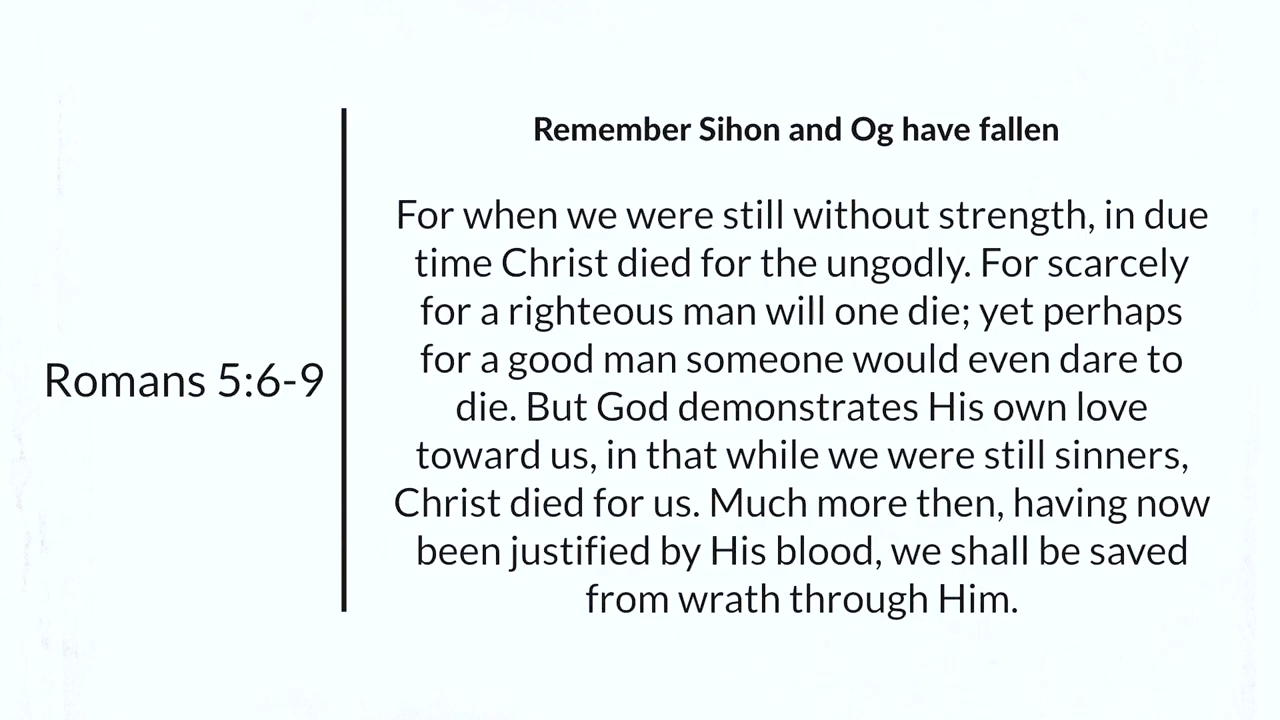 Remember Sihon and Og have fallen
Romans 5:6-9
For when we were still without strength, in due
time Christ died for the ungodly. For scarcely
for a righteous man will one die; yet perhaps
for a good man someone would even dare to
die. But God demonstrates His own love
toward us, in that while we were still sinners,
Christ died for us. Much more then, having now
been justified by His blood, we shall be saved
from wrath through Him.